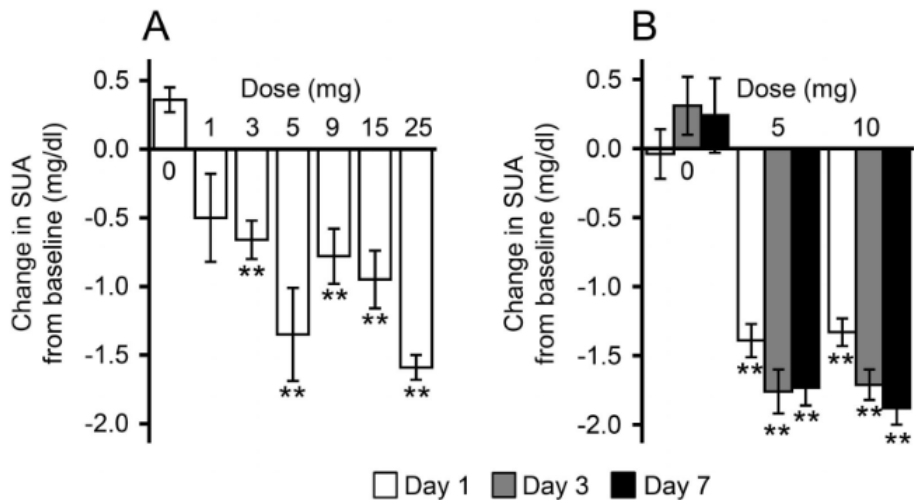 A
Change in SUA
from baseline (mg/dl)
0.5
0.0
-0.5
-1.0
-1.5
-2.0
Dose (mg)
0
1 3 5 9 15 25
**
**
**
**
**
B
Change in SUA
from baseline (mg/dl)
0.5
0.0
-0.5
-1.0
-1.5
-2.0
Dose (mg)
0
5 10
**
**
**
**
**
**
Day 1 Day 3 Day 7